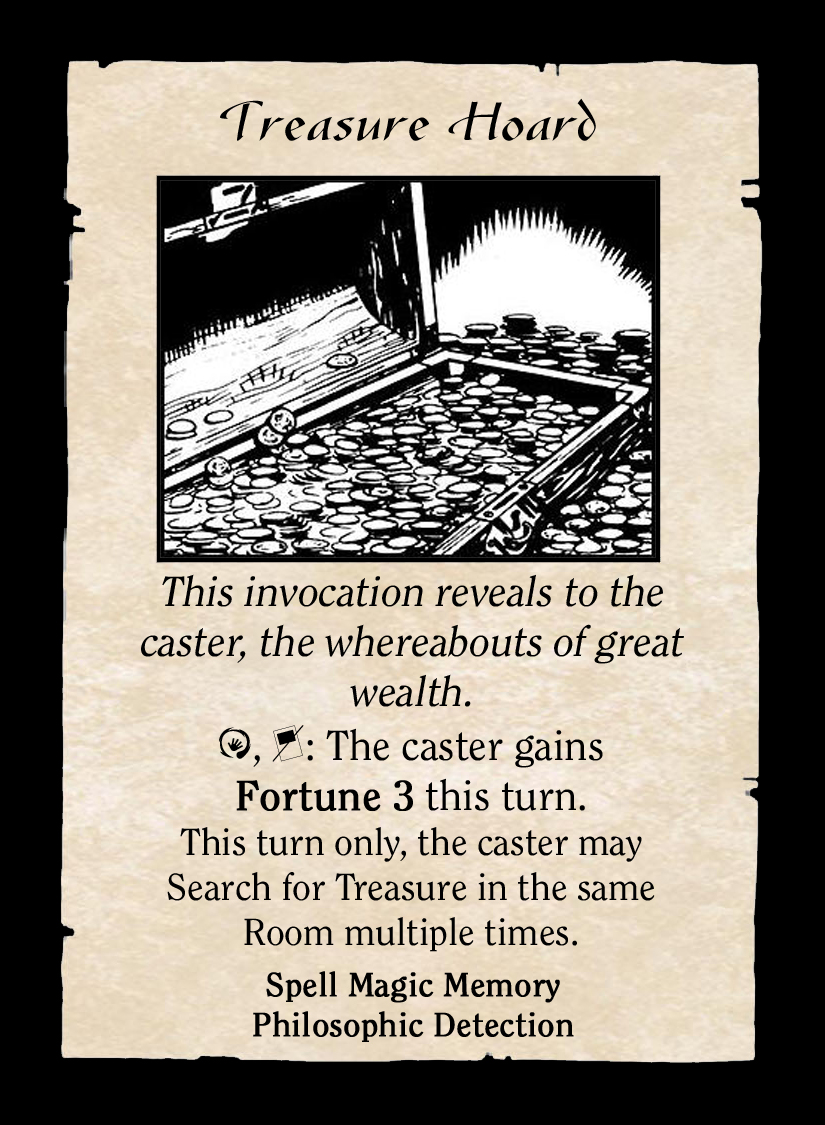 Treasure Hoard
This invocation reveals to the
caster, the whereabouts of great
wealth.
, : The caster gains
Fortune 3 this turn.
This turn only, the caster may
Search for Treasure in the same
Room multiple times.
Spell Magic Memory
Philosophic Detection